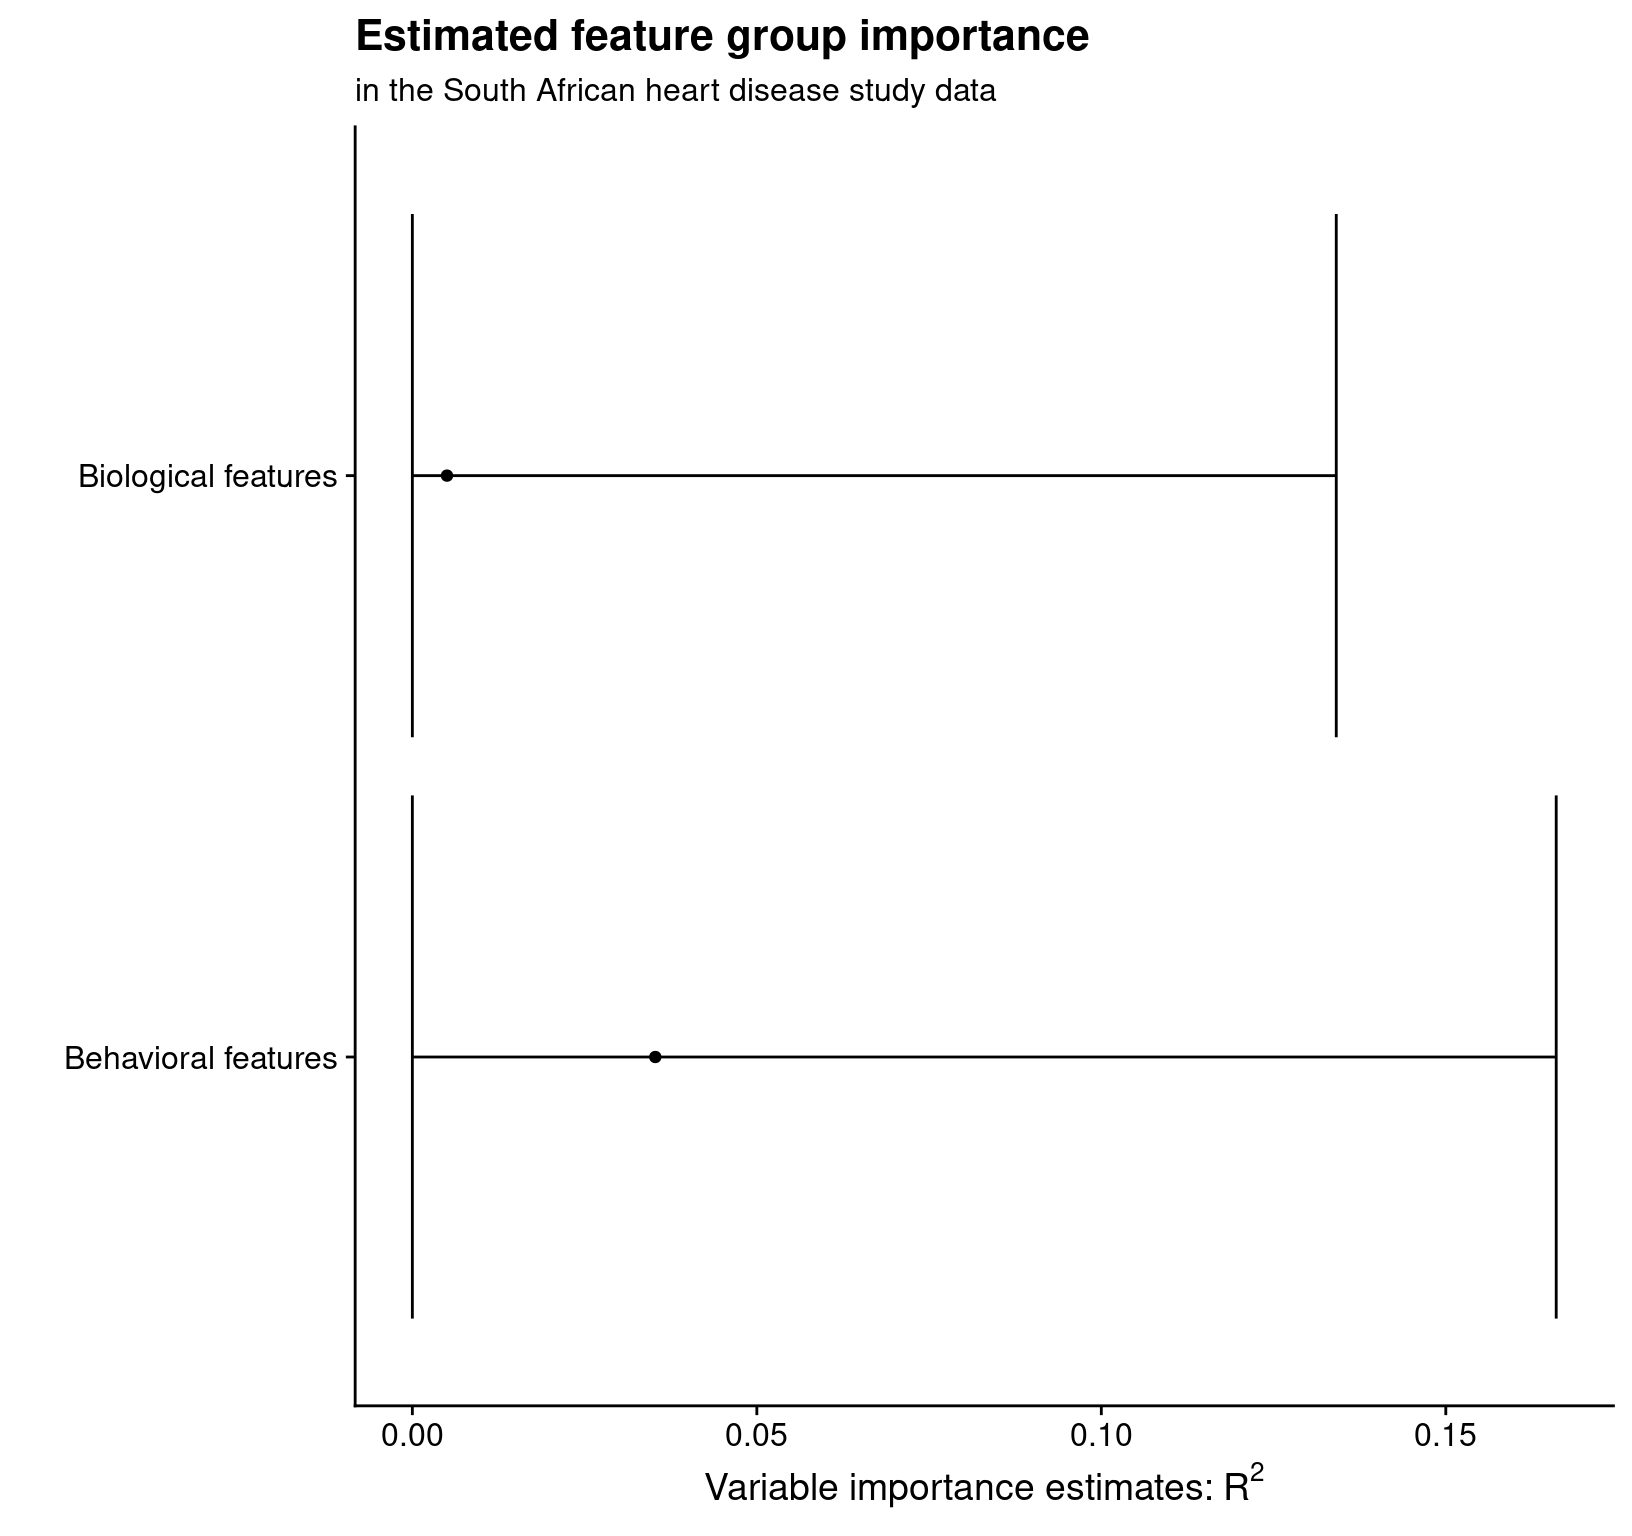 Estimated feature group importance
in the South African heart disease study data
Biological features
Behavioral features
0.00 0.05 0.10 0.15
Variable importance estimates: R²